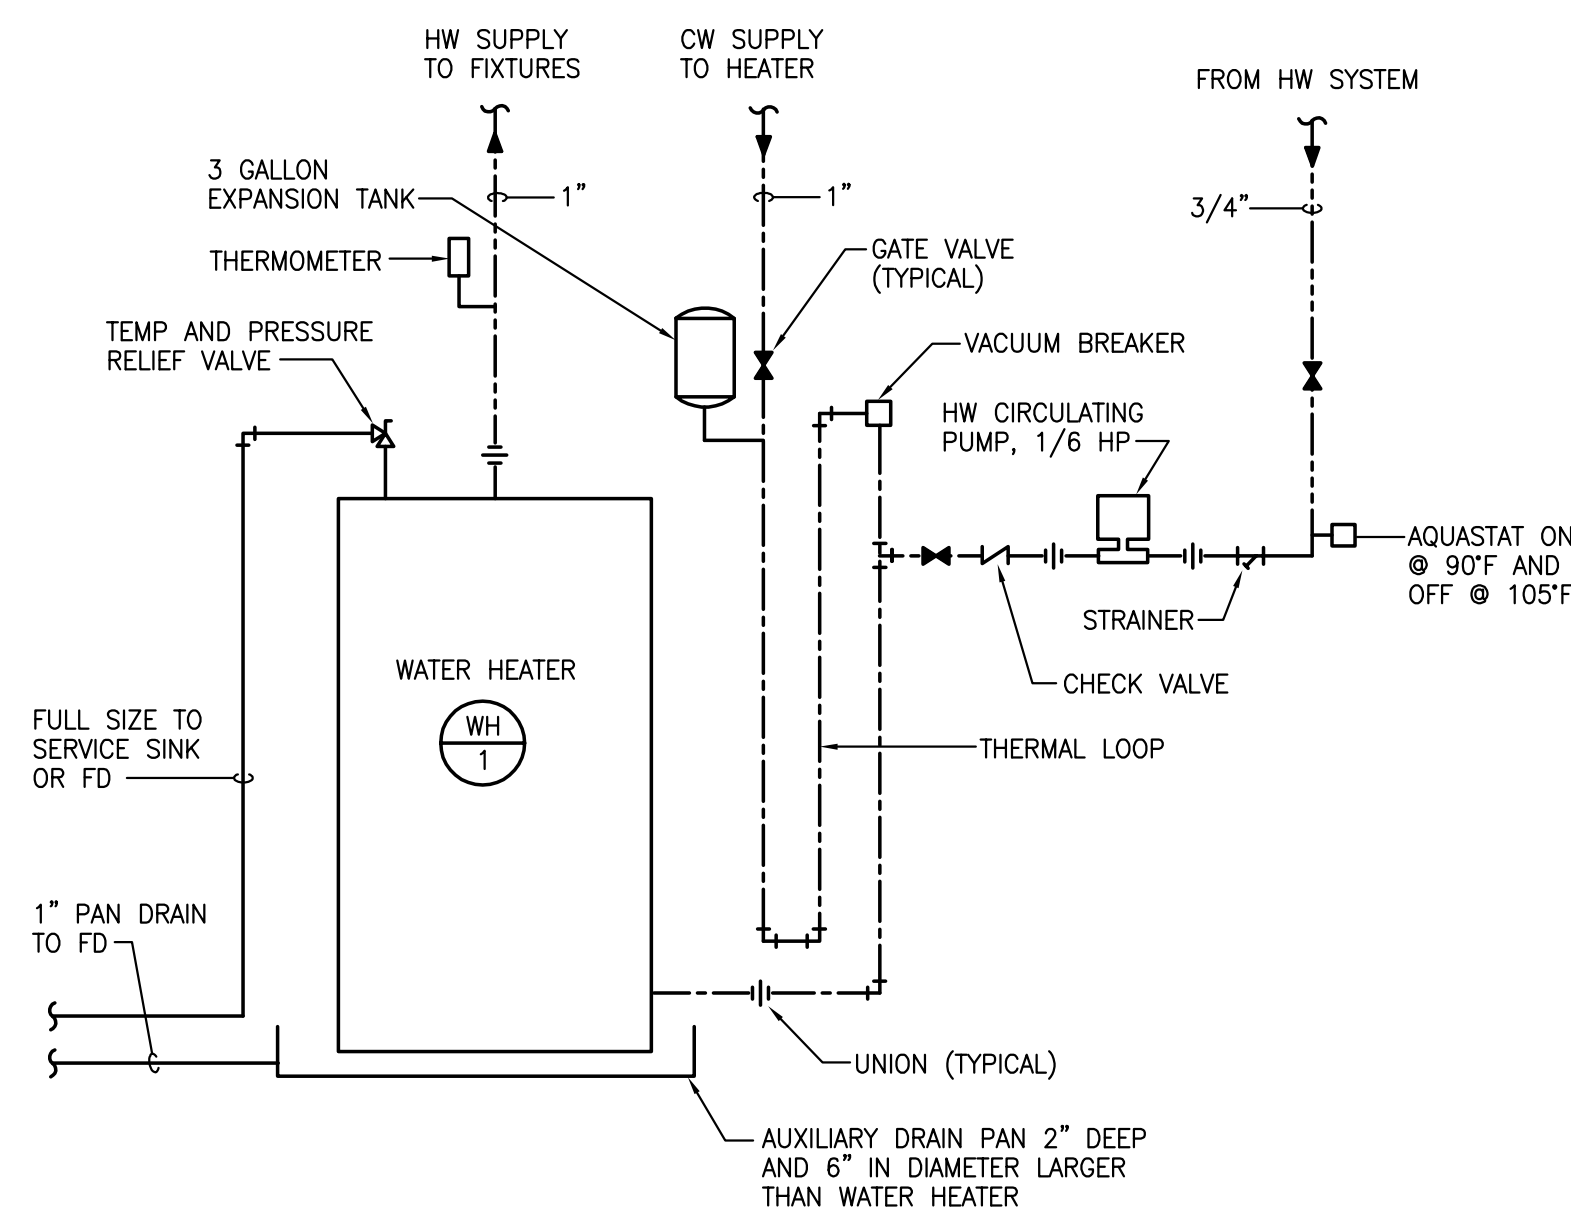 HW SUPPLY
TO FIXTURES
CW SUPPLY
TO HEATER
FROM HW SYSTEM
3 GALLON
EXPANSION TANK
1”
1”
3/4”
THERMOMETER
GATE VALVE
(TYPICAL)
TEMP AND PRESSURE
RELIEF VALVE
VACUUM BREAKER
HW CIRCULATING
PUMP, 1/6 HP
AQUASTAT ON
@ 90°F AND
OFF @ 105°F
STRAINER
WATER HEATER
WH
1
CHECK VALVE
FULL SIZE TO
SERVICE SINK
OR FD
THERMAL LOOP
1” PAN DRAIN
TO FD
UNION (TYPICAL)
AUXILIARY DRAIN PAN 2” DEEP
AND 6” IN DIAMETER LARGER
THAN WATER HEATER